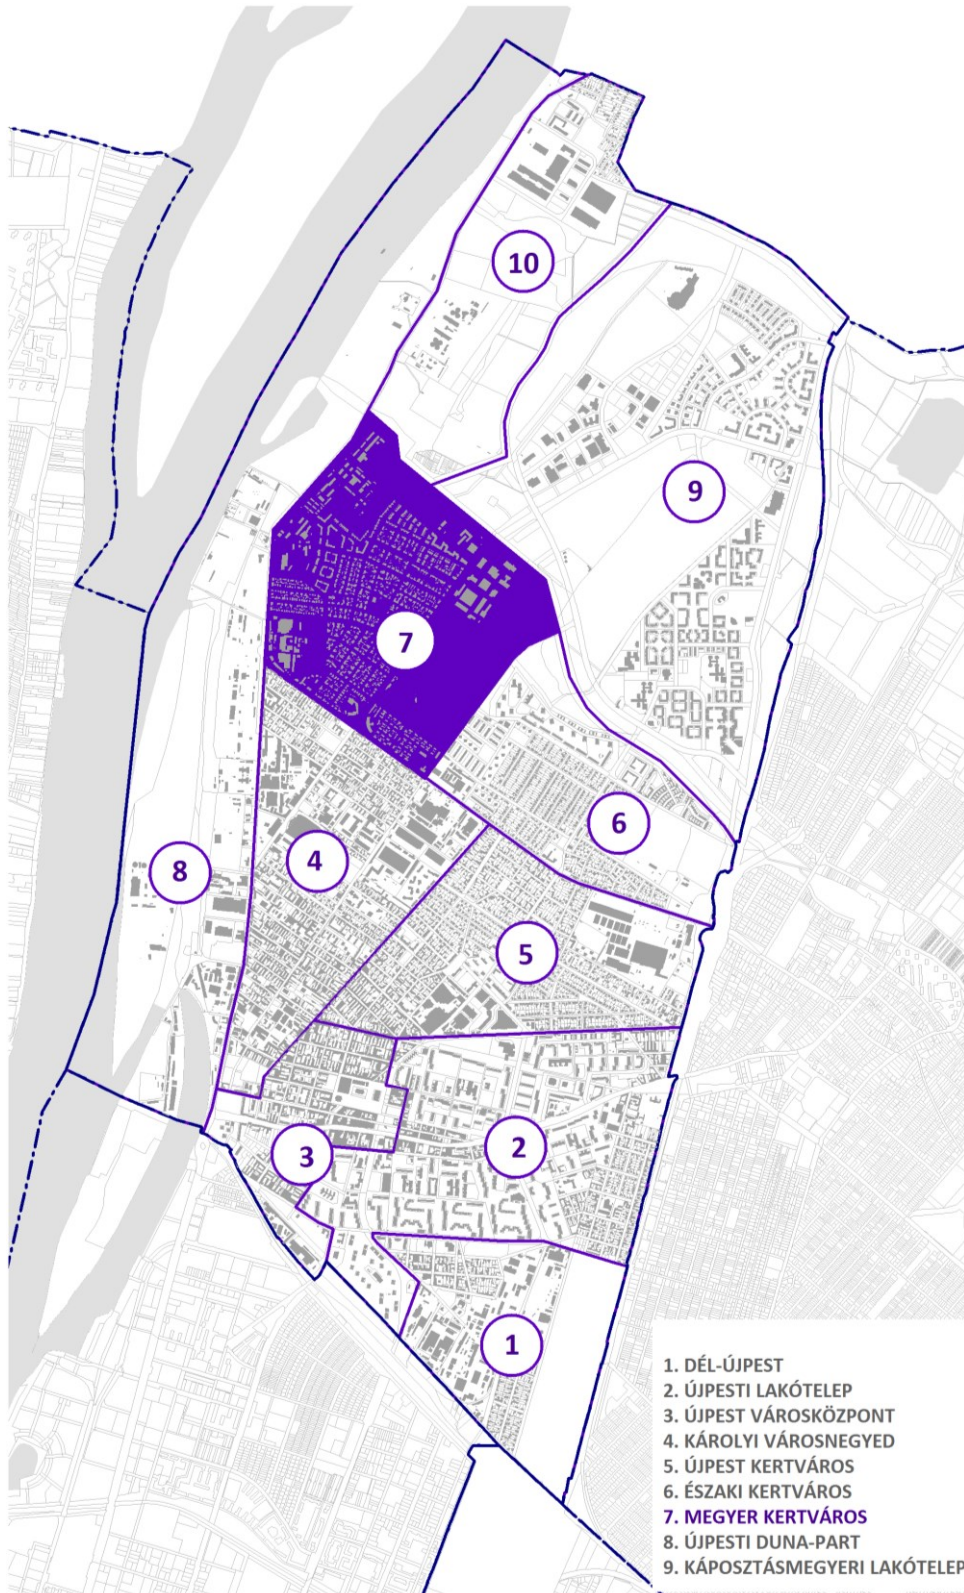 10
9
7
6
4
8
5
2
3
1
1. DÉL-ÚJPEST
2. ÚJPESTI LAKÓTELEP
3. ÚJPEST VÁROSKÖZPONT
4. KÁROLYI VÁROSNEGYED
5. ÚJPEST KERTVÁROS
6. ÉSZAKI KERTVÁROS
7. MEGYER KERTVÁROS
8. ÚJPESTI DUNA-PART
9. KÁPOSZTÁSMEGYERI LAKÓTELEP